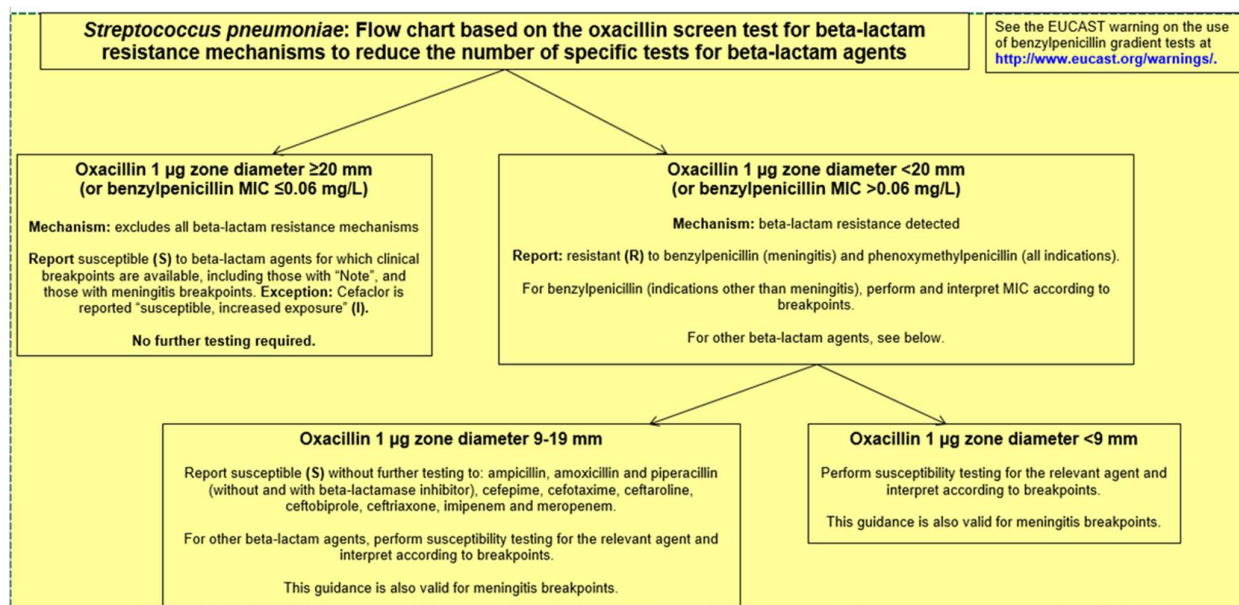 Streptococcus pneumoniae: Flow chart based on the oxacillin screen test for beta-lactam
resistance mechanisms to reduce the number of specific tests for beta-lactam agents
See the EUCAST warning on the use
of benzylpenicillin gradient tests at
http://www.eucast.org/warnings/.
Oxacillin 1 µg zone diameter ≥20 mm
(or benzylpenicillin MIC ≤0.06 mg/L)
Mechanism: excludes all beta-lactam resistance mechanisms
Report susceptible (S) to beta-lactam agents for which clinical
breakpoints are available, including those with “Note”, and
those with meningitis breakpoints. Exception: Cefaclor is
reported “susceptible, increased exposure” (I).
No further testing required.
Oxacillin 1 µg zone diameter <20 mm
(or benzylpenicillin MIC >0.06 mg/L)
Mechanism: beta-lactam resistance detected
Report: resistant (R) to benzylpenicillin (meningitis) and phenoxymethylpenicillin (all indications).
For benzylpenicillin (indications other than meningitis), perform and interpret MIC according to
breakpoints.
For other beta-lactam agents, see below.
Oxacillin 1 µg zone diameter 9-19 mm
Report susceptible (S) without further testing to: ampicillin, amoxicillin and piperacillin
(without and with beta-lactamase inhibitor), cefepime, cefotaxime, ceftaroline,
ceftobiprole, ceftriaxone, imipenem and meropenem.
For other beta-lactam agents, perform susceptibility testing for the relevant agent and
interpret according to breakpoints.
This guidance is also valid for meningitis breakpoints.
Oxacillin 1 µg zone diameter <9 mm
Perform susceptibility testing for the relevant agent and
interpret according to breakpoints.
This guidance is also valid for meningitis breakpoints.